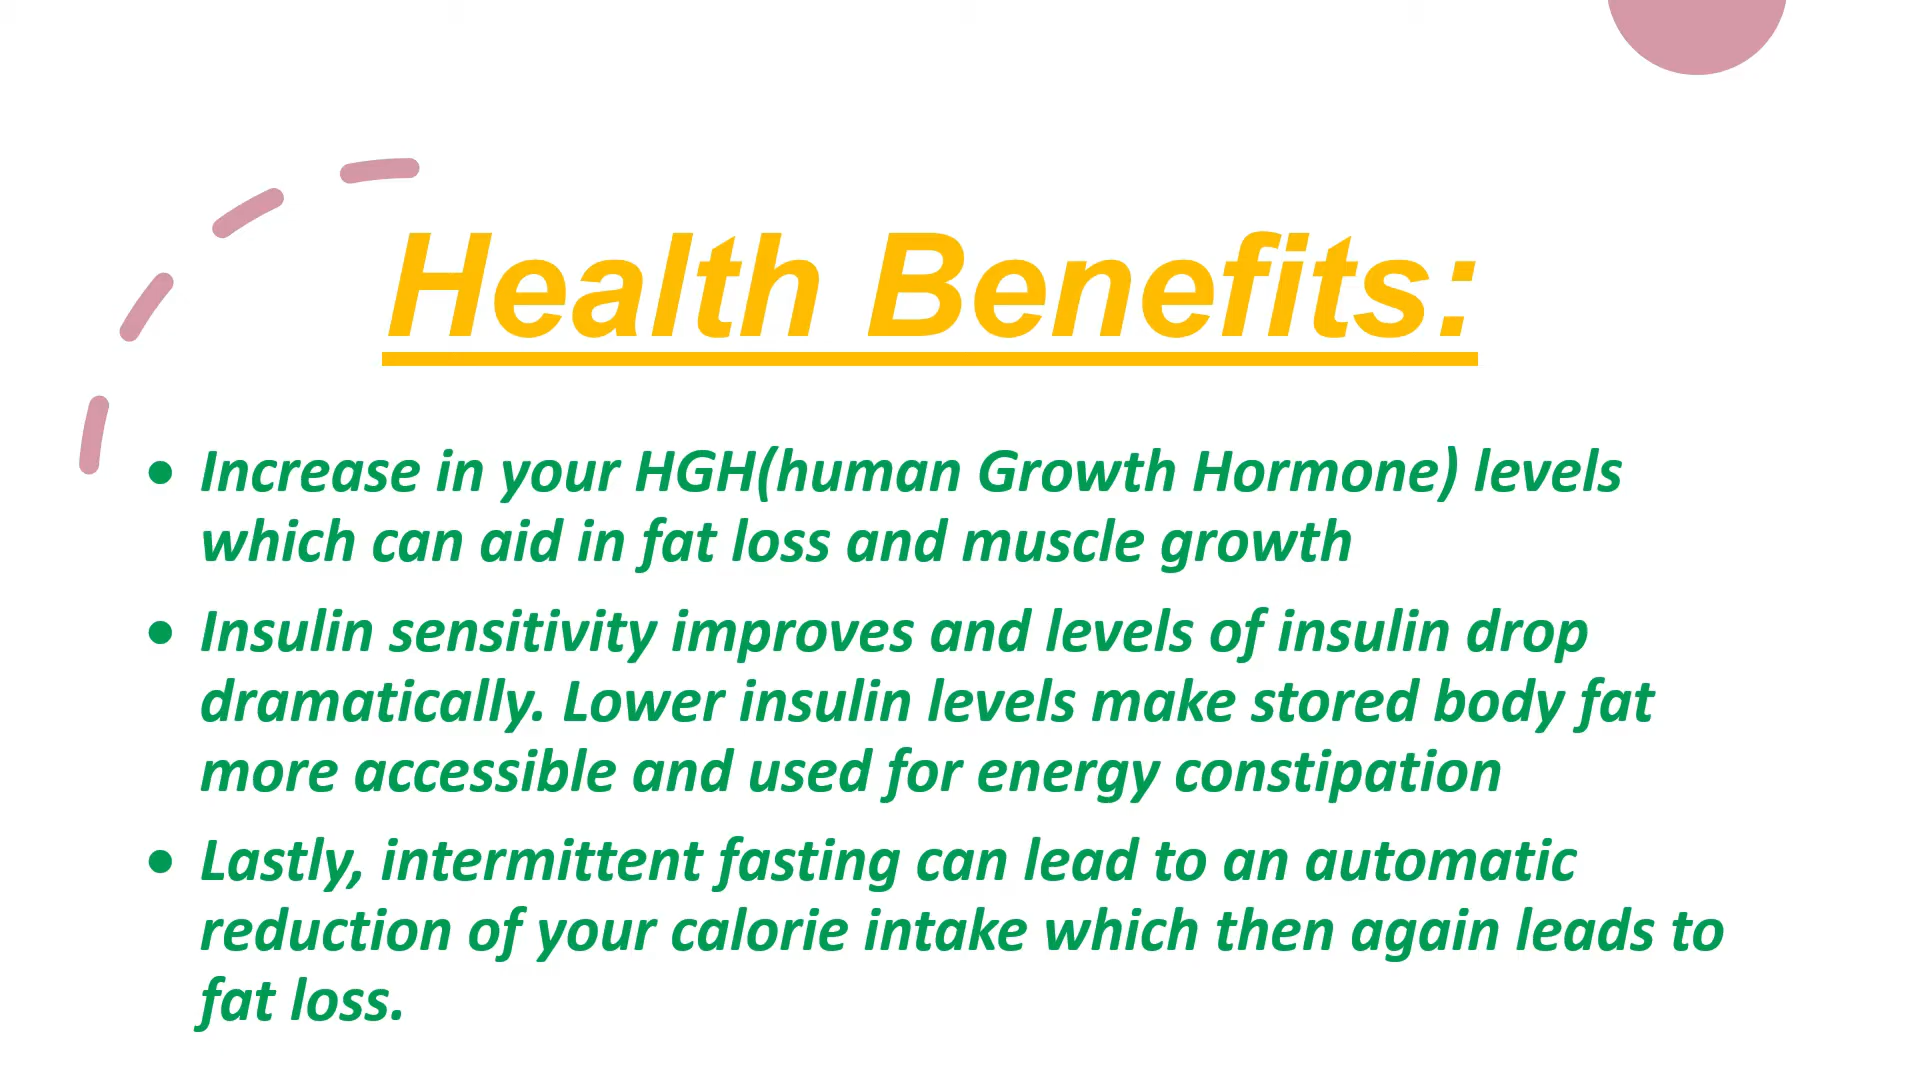 Health Benefits:
• Increase in your HGH(human Growth Hormone) levels
which can aid in fat loss and muscle growth
• Insulin sensitivity improves and levels of insulin drop
dramatically. Lower insulin levels make stored body fat
more accessible and used for energy constipation
• Lastly, intermittent fasting can lead to an automatic
reduction of your calorie intake which then again leads to
fat loss.